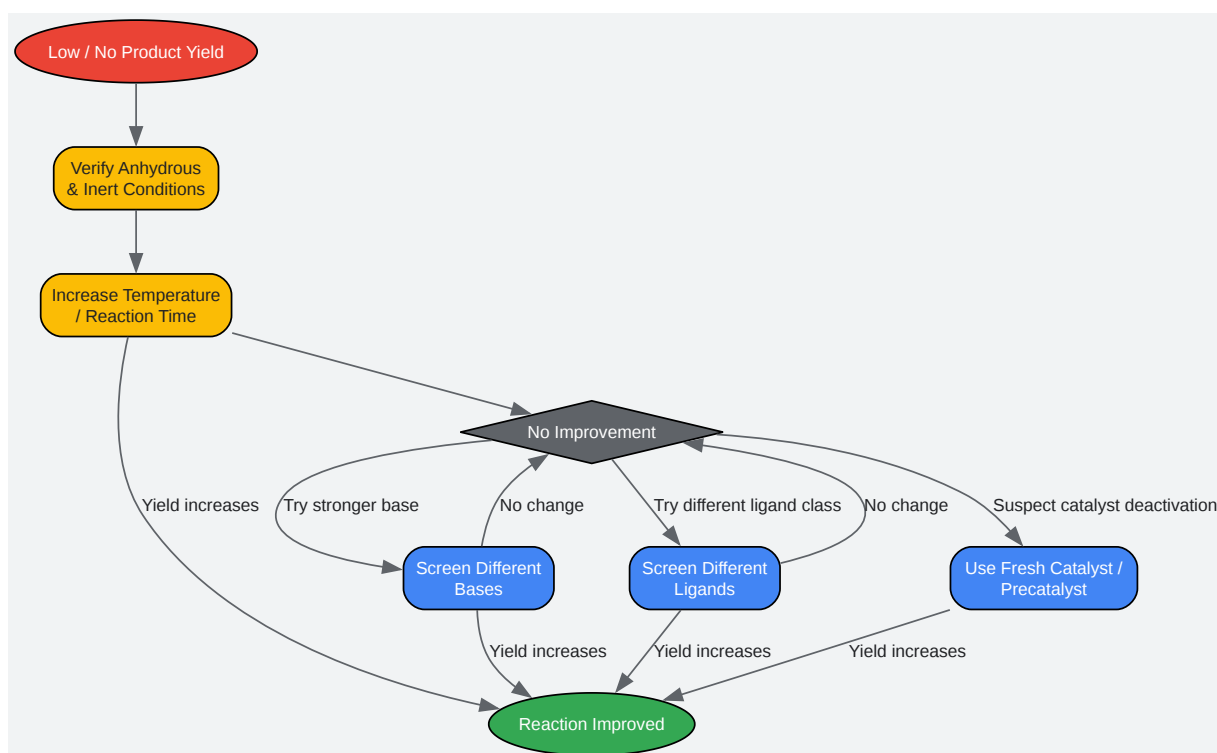 Low / No Product Yield
Verify Anhydrous
& Inert Conditions
Increase Temperature
/ Reaction Time
No Improvement
Yield increases
Try stronger base
No change
Try different ligand class
No change
Suspect catalyst deactivation
Screen Different
Bases
Screen Different
Ligands
Use Fresh Catalyst /
Precatalyst
Yield increases
Yield increases
Yield increases
Reaction Improved